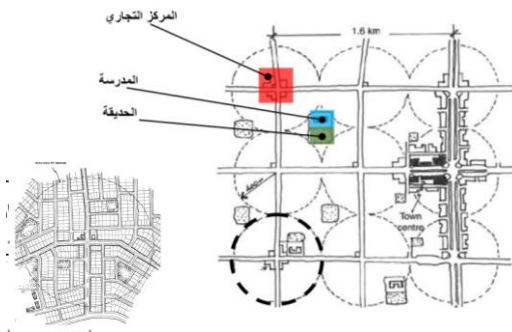 المركز التجاري
1.6 km
المدرسة
الحديقة
Town
centre